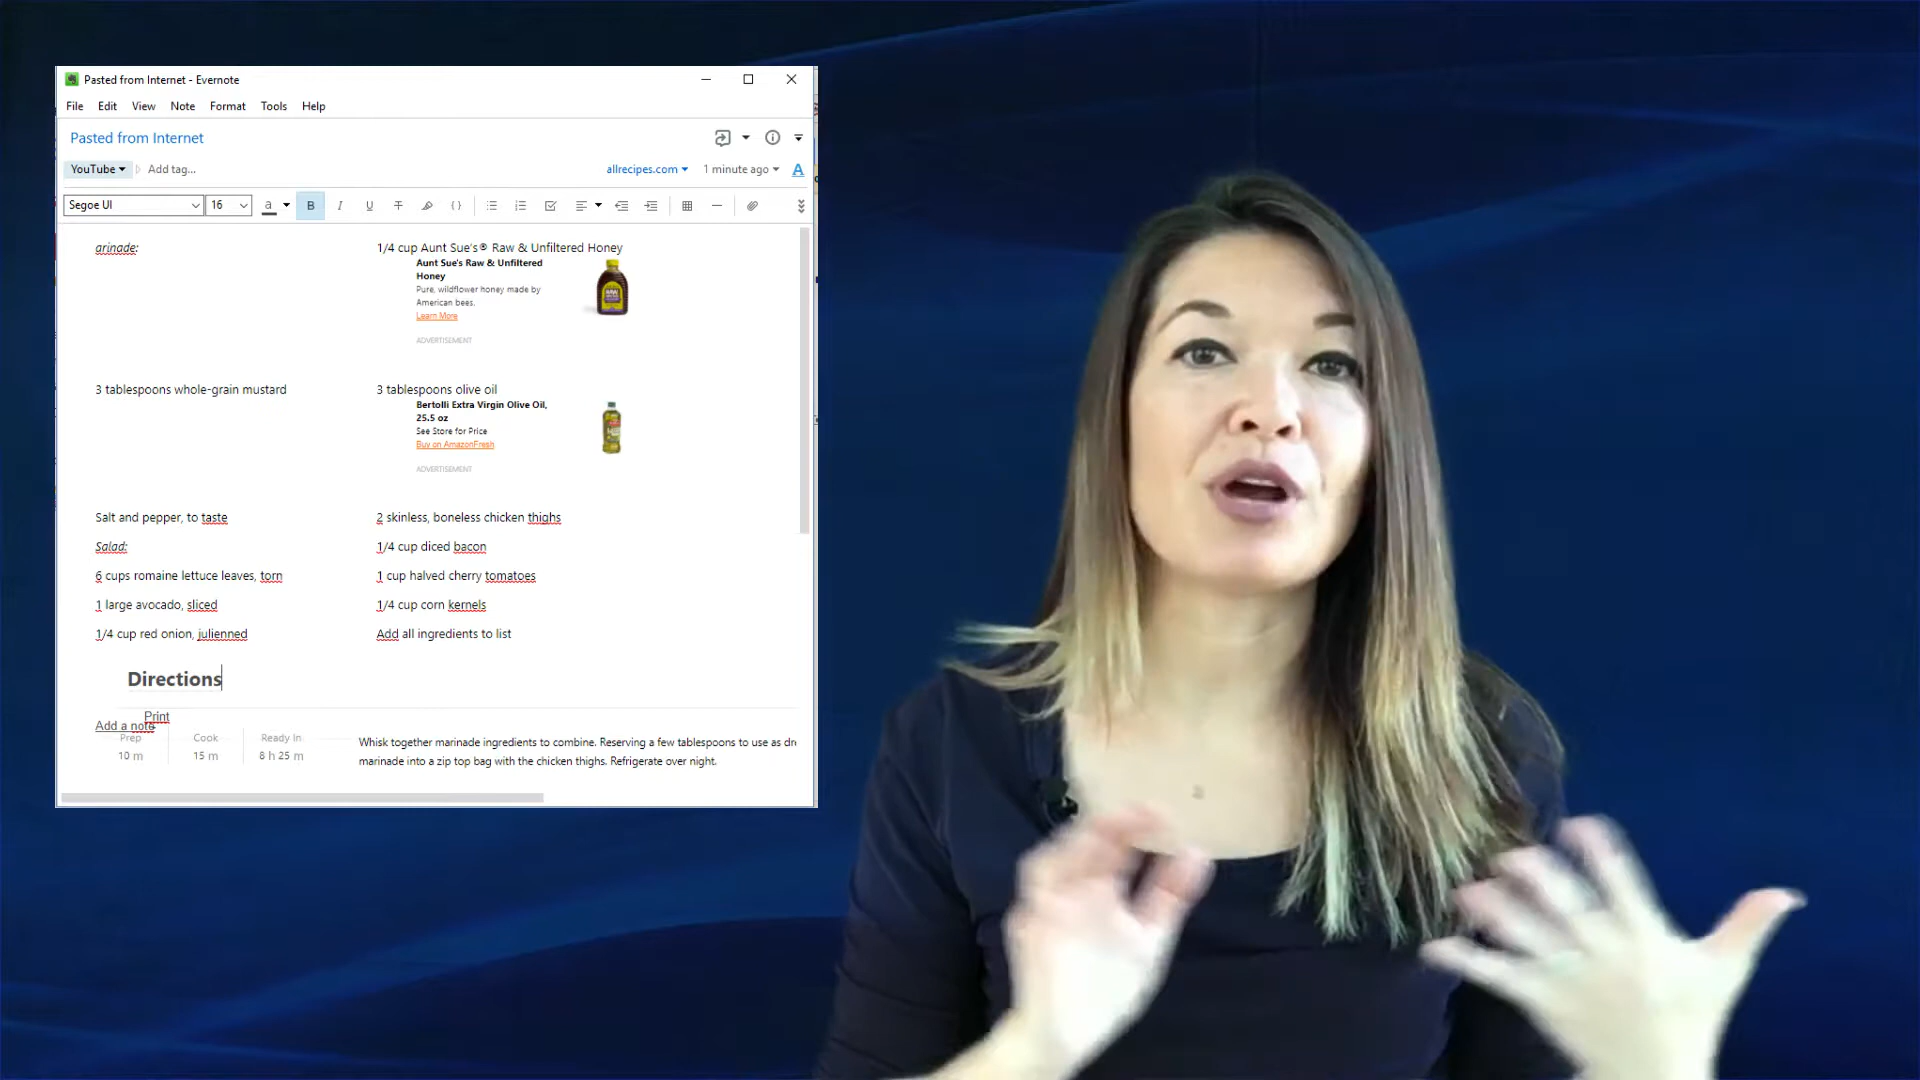 Pasted from Internet - Evernote
File Edit View Note Format Tools Help
Pasted from Internet
YouTube Add tag... allrecipes.com 1 minute ago A
Segoe UI 16 a B I U T { }
arinade: 1/4 cup Aunt Sue's® Raw & Unfiltered Honey
Aunt Sue's Raw & Unfiltered
Honey
Pure, wildflower honey made by
American bees.
Learn More
ADVERTISEMENT
3 tablespoons whole-grain mustard 3 tablespoons olive oil
Bertolli Extra Virgin Olive Oil,
25.5 oz
See Store for Price
Buy on AmazonFresh
ADVERTISEMENT
Salt and pepper, to taste 2 skinless, boneless chicken thighs
Salad: 1/4 cup diced bacon
6 cups romaine lettuce leaves, torn 1 cup halved cherry tomatoes
1 large avocado, sliced 1/4 cup corn kernels
1/4 cup red onion, julienned Add all ingredients to list
Directions
Print
Add a note
Prep Cook Ready In
10 m 15 m 8 h 25 m
Whisk together marinade ingredients to combine. Reserving a few tablespoons to use as dre
marinade into a zip top bag with the chicken thighs. Refrigerate over night.